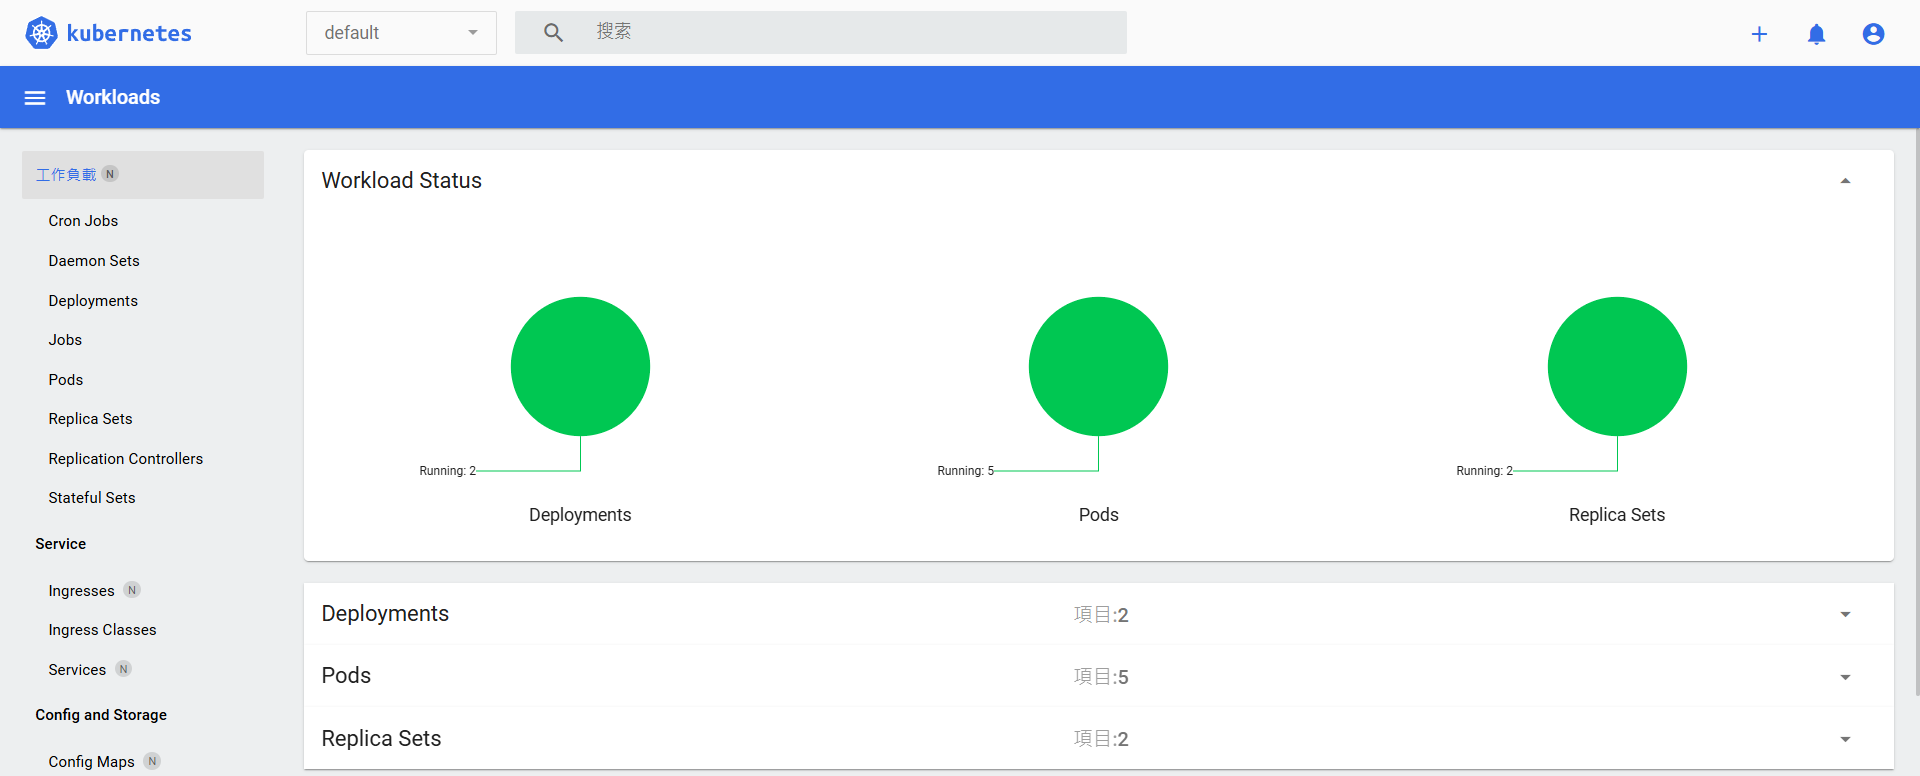 kubernetes
default
搜索
Workloads
工作負載 N
Cron Jobs
Daemon Sets
Deployments
Jobs
Pods
Replica Sets
Replication Controllers
Stateful Sets
Service
Ingresses N
Ingress Classes
Services N
Config and Storage
Config Maps N
Workload Status
Running: 2
Deployments
Running: 5
Pods
Running: 2
Replica Sets
Deployments 項目:2
Pods 項目:5
Replica Sets 項目:2